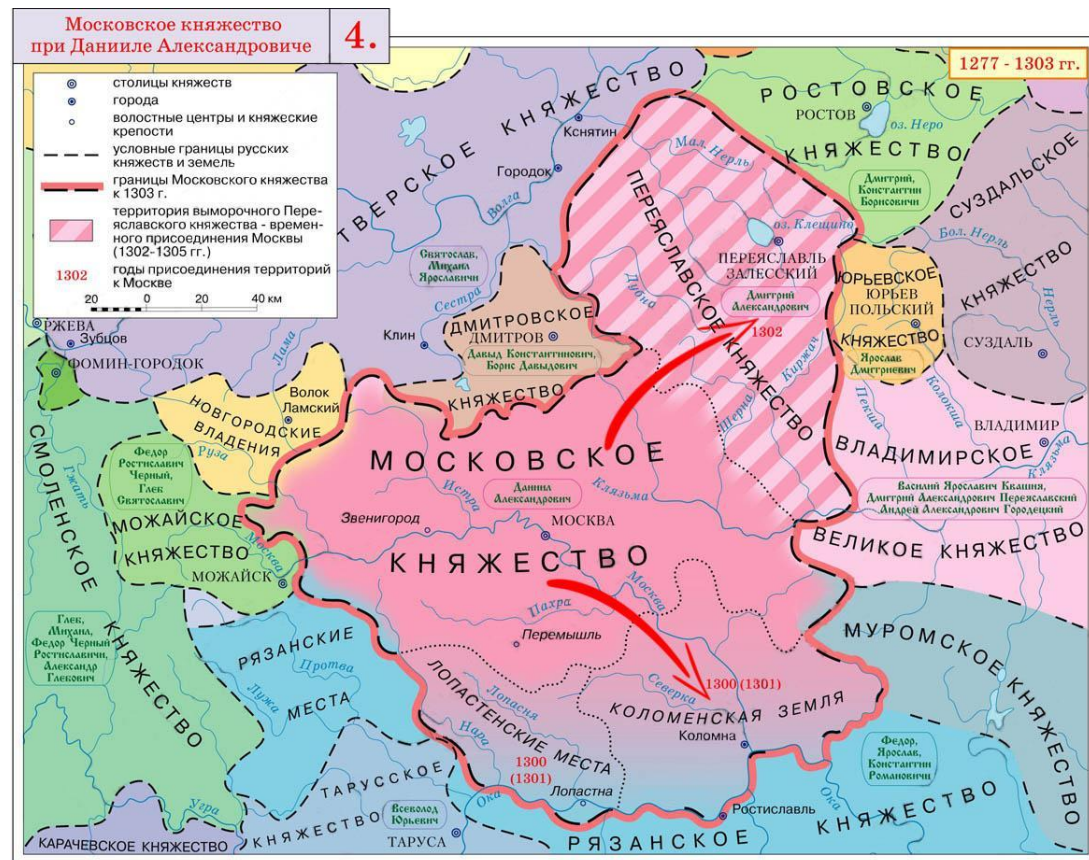 Московское княжество
при Данииле Александровиче
4.
1277 - 1303 гг.
столицы княжеств
города
волостные центры и княжеские
крепости
условные границы русских
княжеств и земель
границы Московского княжества
к 1303 г.
территория выморочного Пере-
яславского княжества - времен-
ного присоединения Москвы
(1302-1305 гг.)
1302
годы присоединения территорий
к Москве
20 0 20 40 км
ТВЕРСКОЕ
КНЯЖЕСТВО
Кснятин
Городок
Волга
Святослав,
Михаил
Ярославичи
Сестра
Клин
РОСТОВСКОЕ
РОСТОВ
оз. Неро
КНЯЖЕСТВО
Дмитрий,
Константин
Борисовичи
СУЗДАЛЬСКОЕ
КНЯЖЕСТВО
Бол. Нерль
Нерль
СУЗДАЛЬ
Мал. Нерль
ПЕРЕЯСЛАВСКОЕ
КНЯЖЕСТВО
оз. Клещино
ПЕРЕЯСЛАВЛЬ
ЗАЛЕССКИЙ
Дмитрий
Александрович
1302
Дубна
Киржач
Шерна
ЮРЬЕВСКОЕ
ЮРЬЕВ
ПОЛЬСКИЙ
КНЯЖЕСТВО
Ярослав
Дмитриевич
Пекша
Колокша
ДМИТРОВСКОЕ
ДМИТРОВ
Давыд Константинович,
Борис Давыдович
КНЯЖЕСТВО
РЖЕВА
Зубцов
ФОМИН-ГОРОДОК
Лама
Волок
Ламский
НОВГОРОДСКИЕ
ВЛАДЕНИЯ
Руза
ВЛАДИМИР
ВЛАДИМИРСКОЕ
Клязьма
Василий Ярославич Квашня,
Дмитрий Александрович Переяславский
Андрей Александрович Городецкий
ВЕЛИКОЕ КНЯЖЕСТВО
МОСКОВСКОЕ
Клязьма
Даниил
Александрович
Истра
Звенигород
МОСКВА
КНЯЖЕСТВО
Москва
Пахра
Перемышль
СМОЛЕНСКОЕ
КНЯЖЕСТВО
Гжать
Федор
Ростиславич
Черный,
Глеб
Святославич
МОЖАЙСКОЕ
КНЯЖЕСТВО
Москва
МОЖАЙСК
Глеб,
Михаил,
Федор Черный
Ростиславичи,
Александр
Глебович
РЯЗАНСКИЕ
МЕСТА
Протва
Лужа
ЛОПАСТЕНСКИЕ МЕСТА
Лопасня
Нара
1300
(1301)
Лопастна
Северка
1300 (1301)
КОЛОМЕНСКАЯ ЗЕМЛЯ
Коломна
МУРОМСКОЕ КНЯЖЕСТВО
Федор,
Ярослав,
Константин
Романовичи
Ока
Ростиславль
РЯЗАНСКОЕ
КНЯЖЕСТВО
ТАРУССКОЕ
КНЯЖЕСТВО
Всеволод
Юрьевич
Ока
ТАРУСА
Угра
КАРАЧЕВСКОЕ КНЯЖЕСТВО